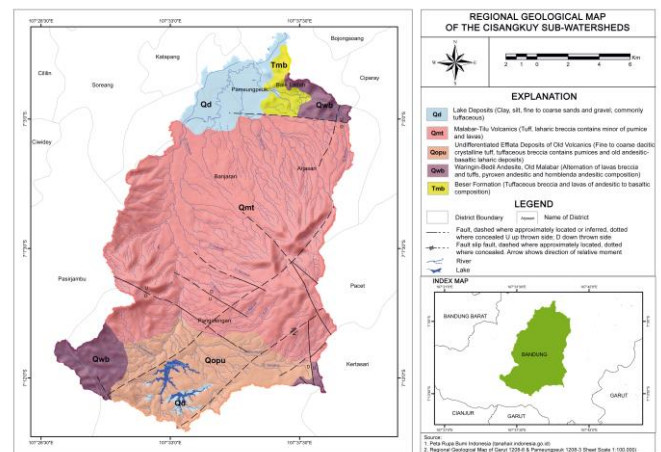 REGIONAL GEOLOGICAL MAP
OF THE CISANGKUY SUB-WATERSHEDS
N
Km
EXPLANATION
Qd
Lake Deposits (Clay, silt, fine to coarse sands and gravel, commonly
tuffaceous)
Qmt
Malabar-Tilu Volcanics (Tuff, laharic breccia contains minor of pumice
and lavas)
Qopu
Undifferentiated Efflata Deposits of Old Volcanics (Fine to coarse dacitic
crystalline tuff, tuffaceous breccia contains pumices and old andesitic-
basaltic laharic deposits)
Qwb
Waringin-Bedil Andesite, Old Malabar (Alternation of lavas breccia
and tuffs, pyroxen andesitic and hornblenda andesitic composition)
Tmb
Beser Formation (Tuffaceous breccia and lavas of andesitic to basaltic
composition)
LEGEND
District Boundary
Name of District
Fault, dashed where approximately located or inferred, dotted
where concealed U up thrown side; D down thrown side
Fault slip fault, dashed where approximately located, dotted
where concealed. Arrow shows direction of relative moment
River
Lake
INDEX MAP
BANDUNG BARAT
BANDUNG
CIANJUR
GARUT
GARUT
Source:
1. Peta Rupa Bumi Indonesia (tanahair.indonesia.go.id)
2. Regional Geological Map of Garut 1208-6 & Pameungpeuk 1208-3 Sheet Scale 1:100.000)
Bojongsoang
Katapang
Tmb
Cililin
Soreang
Ciparay
Qd
Pameungpeuk
Qwb
Ciwidey
Banjaran
Arjasari
Qmt
Pasirjambu
Pacet
Pangalengan
Qwb
Qopu
Kertasari
Qd